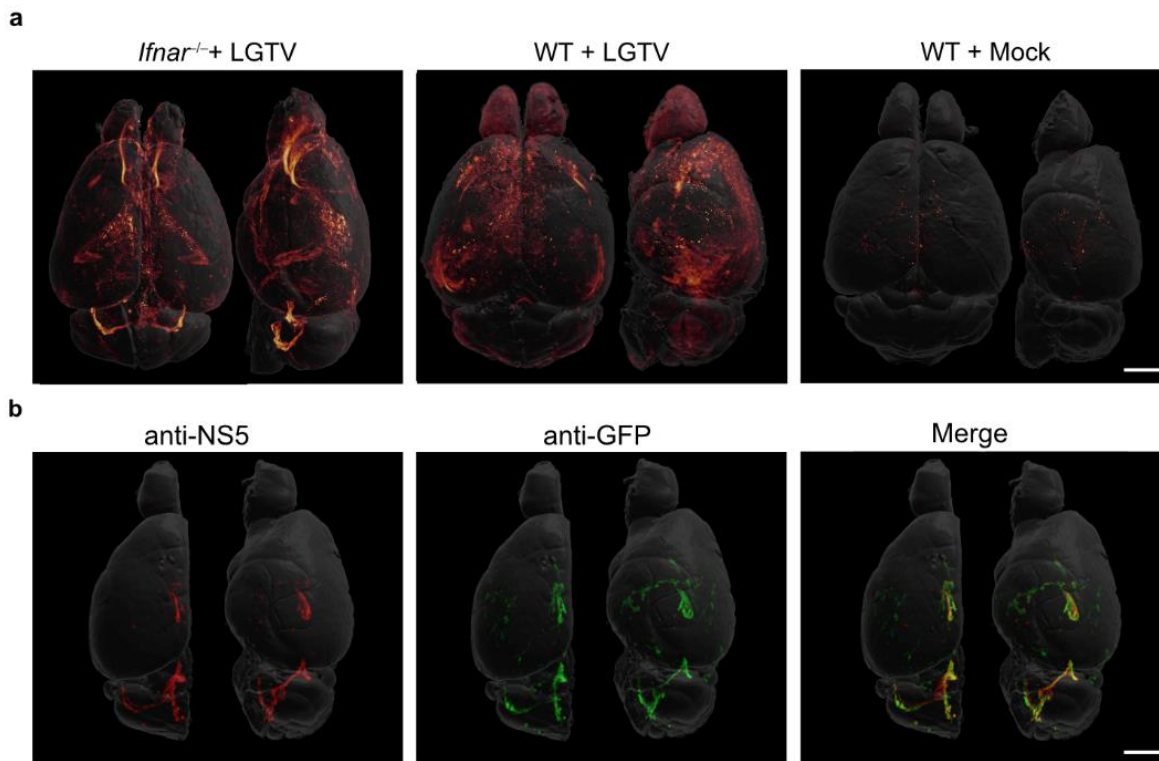 a
Ifnar⁻/⁻ + LGTV
WT + LGTV
WT + Mock
b
anti-NS5
anti-GFP
Merge